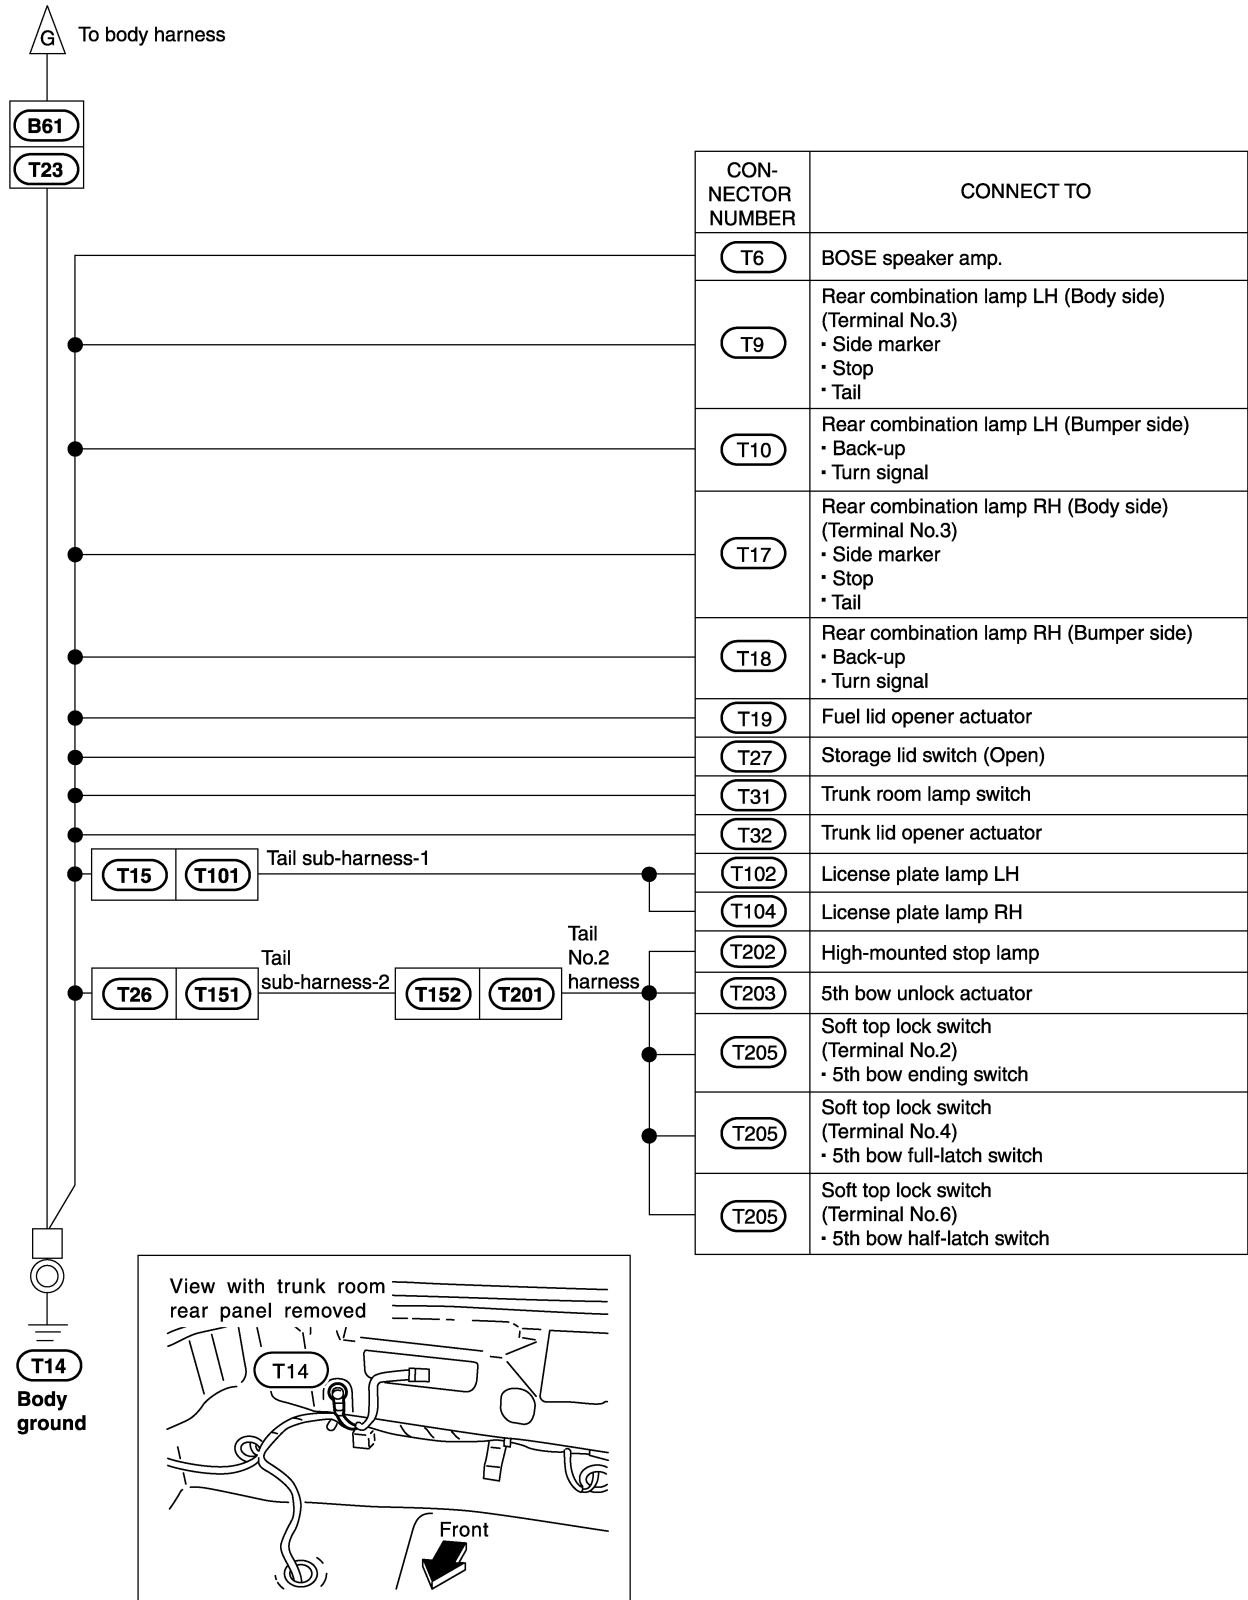 G To body harness
B61
T23
CON-
NECTOR
NUMBER
CONNECT TO
T6 BOSE speaker amp.
T9
Rear combination lamp LH (Body side)
(Terminal No.3)
· Side marker
· Stop
· Tail
T10
Rear combination lamp LH (Bumper side)
· Back-up
· Turn signal
T17
Rear combination lamp RH (Body side)
(Terminal No.3)
· Side marker
· Stop
· Tail
T18
Rear combination lamp RH (Bumper side)
· Back-up
· Turn signal
T19 Fuel lid opener actuator
T27 Storage lid switch (Open)
T31 Trunk room lamp switch
T32 Trunk lid opener actuator
T15 T101 Tail sub-harness-1
T102 License plate lamp LH
T104 License plate lamp RH
T26 T151
Tail
sub-harness-2
T152 T201
Tail
No.2
harness
T202 High-mounted stop lamp
T203 5th bow unlock actuator
T205
Soft top lock switch
(Terminal No.2)
· 5th bow ending switch
T205
Soft top lock switch
(Terminal No.4)
· 5th bow full-latch switch
T205
Soft top lock switch
(Terminal No.6)
· 5th bow half-latch switch
T14
Body
ground
View with trunk room
rear panel removed
T14
Front